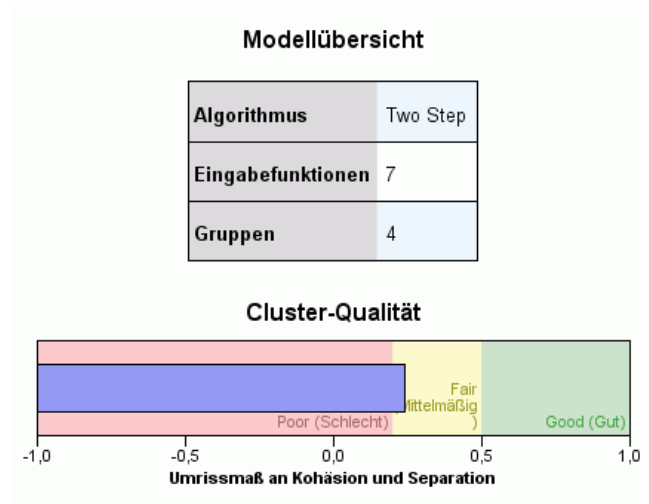 Modellübersicht
Algorithmus Two Step
Eingabefunktionen 7
Gruppen 4
Cluster-Qualität
Fair
(Mittelmäßig
)
Poor (Schlecht)
Good (Gut)
-1,0 -0,5 0,0 0,5 1,0
Umrissmaß an Kohäsion und Separation